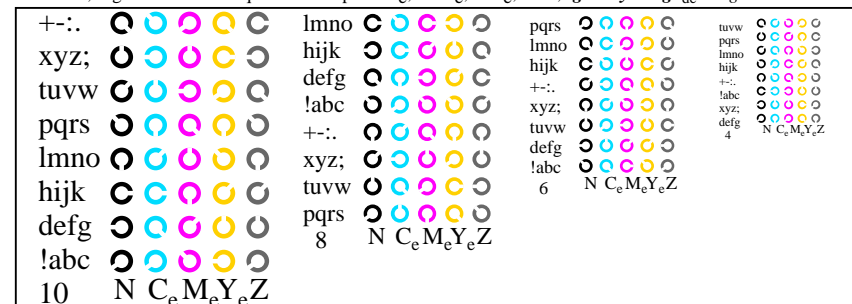 +-:.
xyz;
tuvw
pqrs
lmno
hijk
defg
!abc
10 N CeMeYeZ
lmno
hijk
defg
!abc
+-:.
xyz;
tuvw
pqrs
8 N CeMeYeZ
pqrs
lmno
hijk
+-:.
xyz;
tuvw
defg
!abc
6 N CeMeYeZ
tuvw
pqrs
lmno
hijk
+-:.
!abc
xyz;
defg
4 N CeMeYeZ